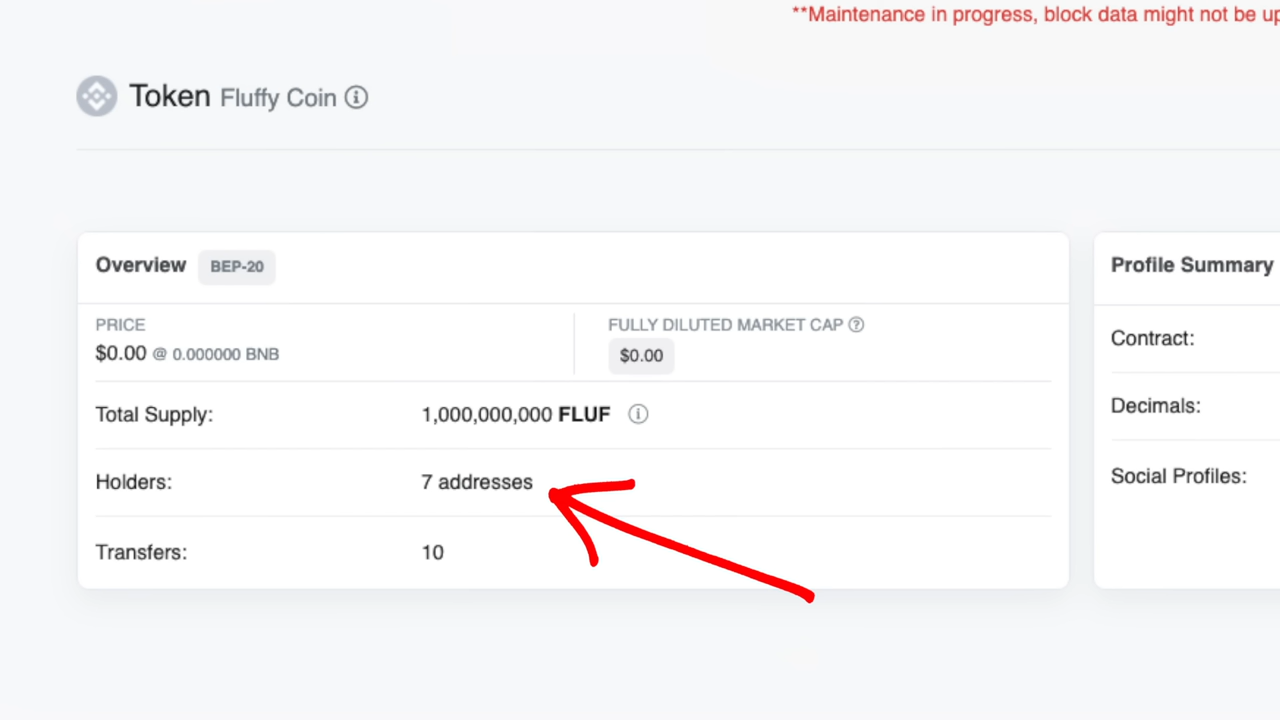 **Maintenance in progress, block data might not be up
Token Fluffy Coin
Overview BEP-20
PRICE
$0.00 @ 0.000000 BNB
FULLY DILUTED MARKET CAP
$0.00
Total Supply: 1,000,000,000 FLUF
Holders: 7 addresses
Transfers: 10
Profile Summary
Contract:
Decimals:
Social Profiles: